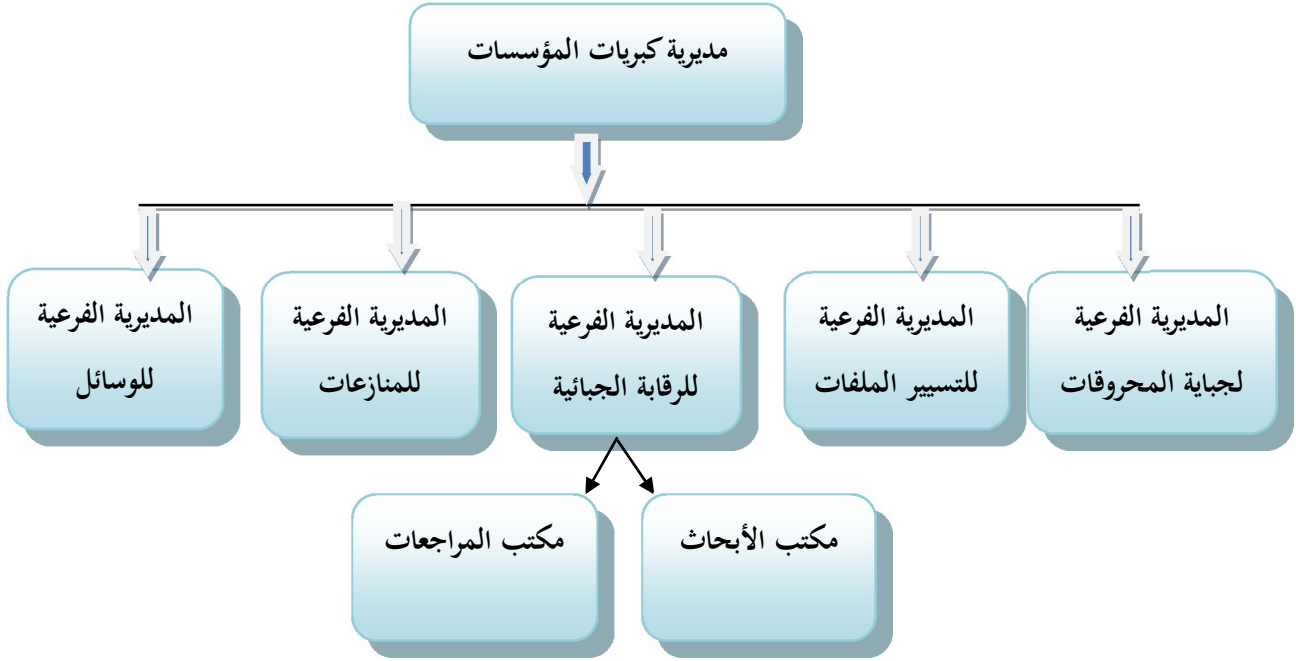 مديرية كبريات المؤسسات
المديرية الفرعية
لجباية المحروقات
المديرية الفرعية
للتسيير الملفات
المديرية الفرعية
للرقابة الجبائية
المديرية الفرعية
للمنازعات
المديرية الفرعية
للوسائل
مكتب الأبحاث
مكتب المراجعات